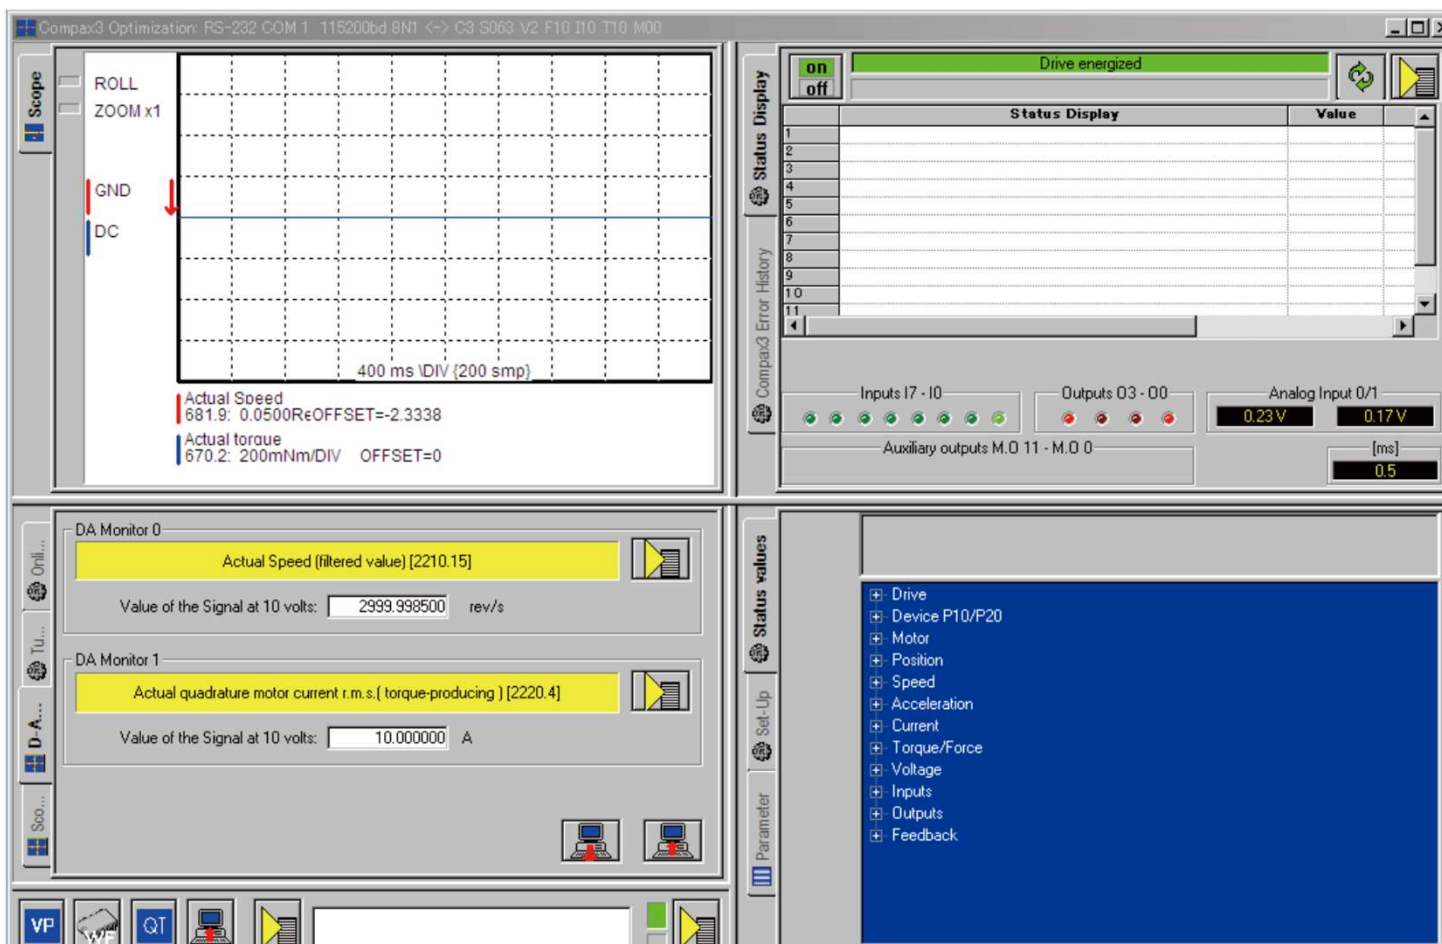 Compax3 Optimization: RS-232 COM 1 115200bd 8N1 <-> C3 S063 V2 F10 I10 T10 M00
Scope
ROLL
ZOOM x1
GND
DC
400 ms \DIV {200 smp}
Actual Speed
681.9: 0.0500ReOFFSET=-2.3338
Actual torque
670.2: 200mNm/DIV OFFSET=0
Status Display
Compax3 Error History
on
off
Drive energized
Status Display Value
1
2
3
4
5
6
7
8
9
10
11
Inputs I7 - I0
Outputs O3 - O0
Analog Input 0/1
0.23 V 0.17 V
Auxiliary outputs M.O 11 - M.O 0
[ms]
0.5
Onli...
Tu...
D-A...
Sco...
DA Monitor 0
Actual Speed (filtered value) [2210.15]
Value of the Signal at 10 volts: 2999.998500 rev/s
DA Monitor 1
Actual quadrature motor current r.m.s.( torque-producing ) [2220.4]
Value of the Signal at 10 volts: 10.000000 A
Status values
Set-Up
Parameter
Drive
Device P10/P20
Motor
Position
Speed
Acceleration
Current
Torque/Force
Voltage
Inputs
Outputs
Feedback
VP
WF
QT